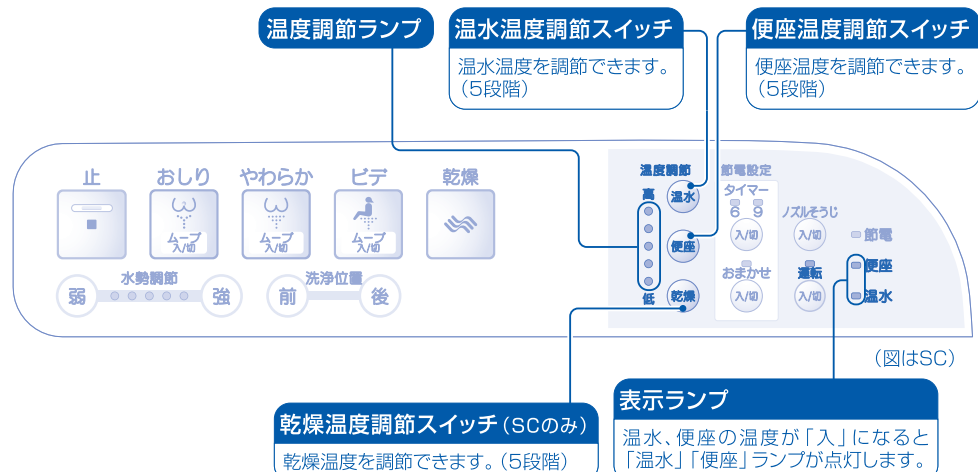 温度調節ランプ
温水温度調節スイッチ
温水温度を調節できます。
(5段階)
便座温度調節スイッチ
便座温度を調節できます。
(5段階)
止
おしり
やわらか
ビデ
乾燥
ムーブ
入/切
ムーブ
入/切
ムーブ
入/切
水勢調節
弱
強
洗浄位置
前
後
温度調節
高
低
温水
便座
乾燥
節電設定
タイマー
6 9
入/切
おまかせ
入/切
ノズルそうじ
入/切
運転
入/切
節電
便座
温水
(図はSC)
乾燥温度調節スイッチ(SCのみ)
乾燥温度を調節できます。(5段階)
表示ランプ
温水、便座の温度が「入」になると
「温水」「便座」ランプが点灯します。